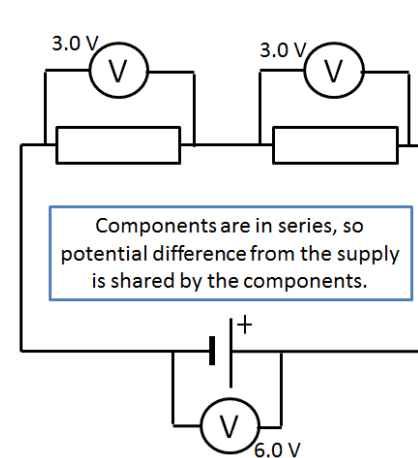 3.0 V
3.0 V
V
V
Components are in series, so
potential difference from the supply
is shared by the components.
+
V
6.0 V